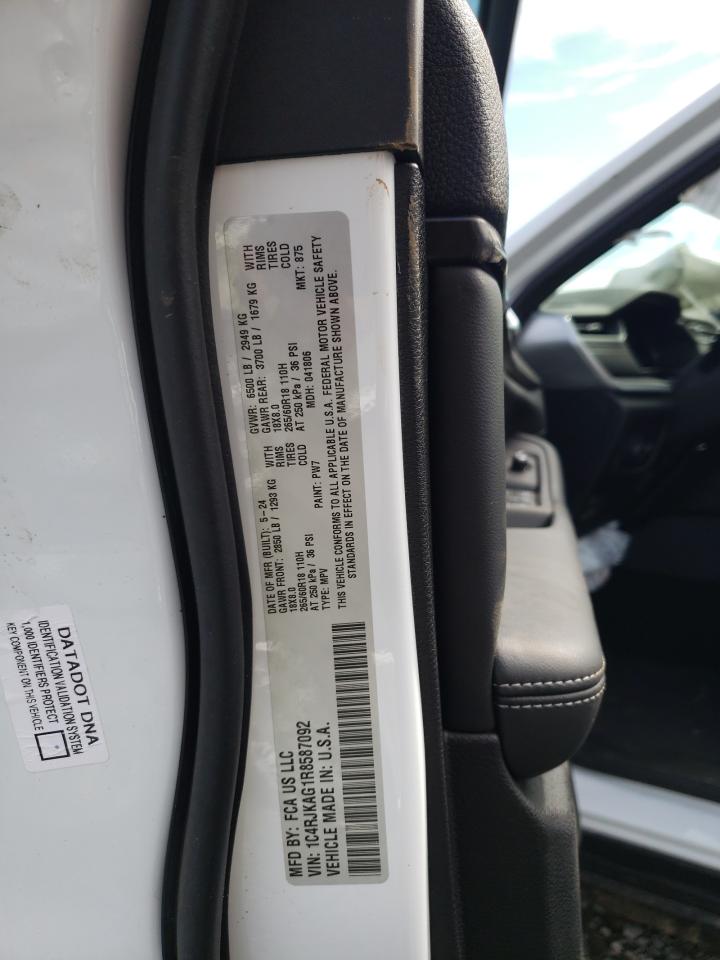 MFD BY: FCA US LLC
VIN: 1C4RJKAG1R8587092
VEHICLE MADE IN: U.S.A.
DATE OF MFR (BUILT): 5-24 GVWR: 6500 LB / 2949 KG
GAWR FRONT: 2850 LB / 1293 KG WITH GAWR REAR: 3700 LB / 1679 KG WITH
18X8.0 RIMS 18X8.0 RIMS
265/60R18 110H TIRES 265/60R18 110H TIRES
AT 250 kPa / 36 PSI COLD AT 250 kPa / 36 PSI COLD
TYPE: MPV PAINT: PW7 MDH: 041806 MKT: 875
THIS VEHICLE CONFORMS TO ALL APPLICABLE U.S.A. FEDERAL MOTOR VEHICLE SAFETY
STANDARDS IN EFFECT ON THE DATE OF MANUFACTURE SHOWN ABOVE.
DATADOT DNA
IDENTIFICATION VALIDATION SYSTEM
1,000 IDENTIFIERS PROTECT
KEY COMPONENT ON THIS VEHICLE